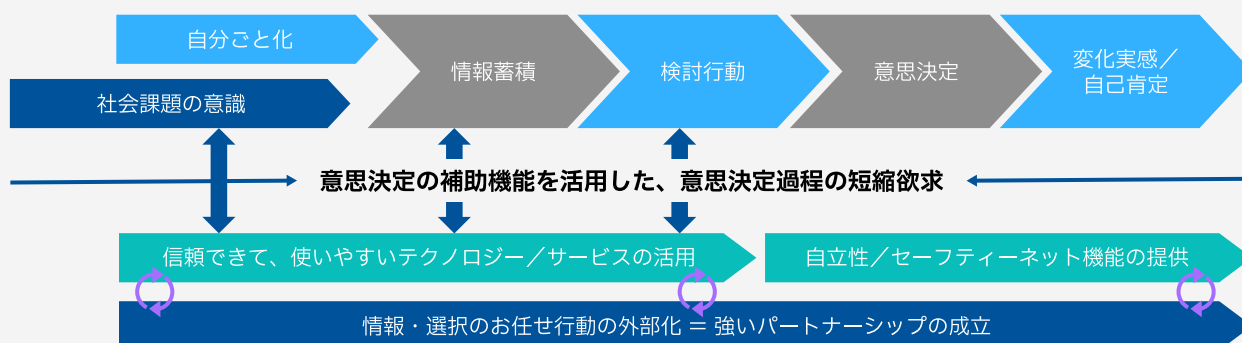 自分ごと化
社会課題の意識
情報蓄積
検討行動
意思決定
変化実感／
自己肯定
意思決定の補助機能を活用した、意思決定過程の短縮欲求
信頼できて、使いやすいテクノロジー／サービスの活用
自立性／セーフティーネット機能の提供
情報・選択のお任せ行動の外部化 = 強いパートナーシップの成立